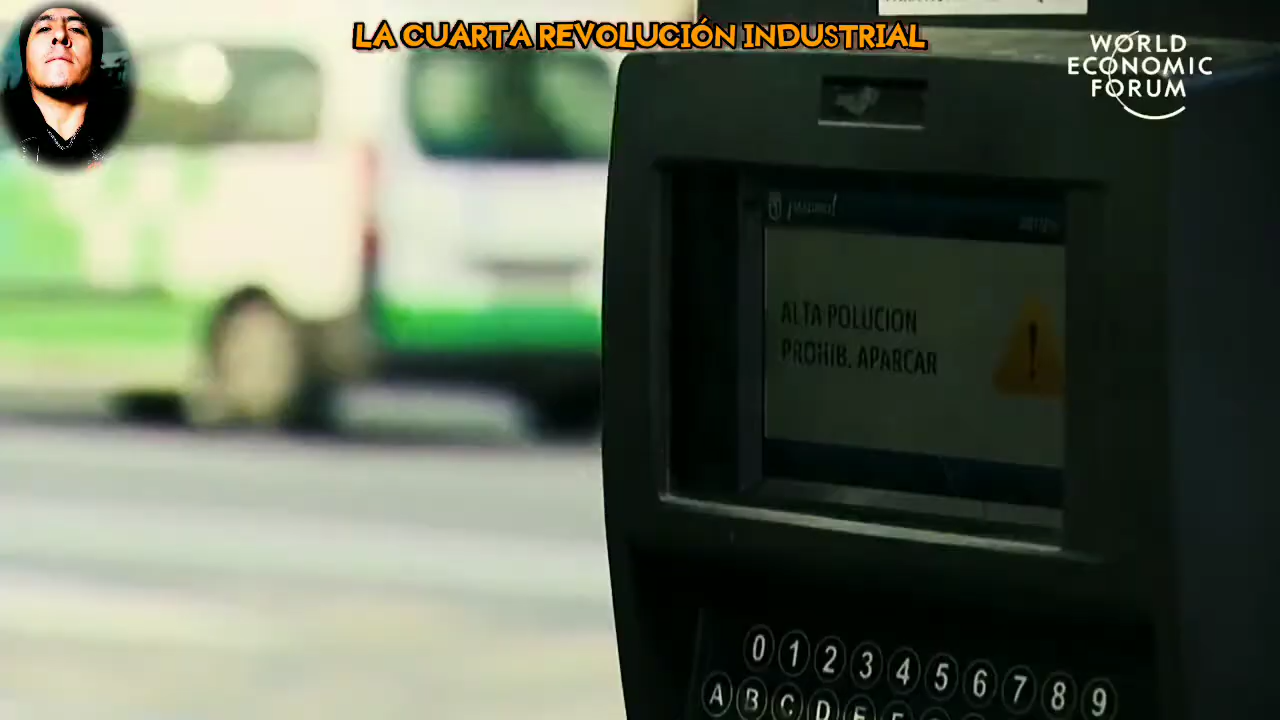 LA CUARTA REVOLUCIÓN INDUSTRIAL
WORLD
ECONOMIC
FORUM
ALTA POLUCION
PROHIB. APARCAR
0 1 2 3 4 5 6 7 8 9
A B C D E